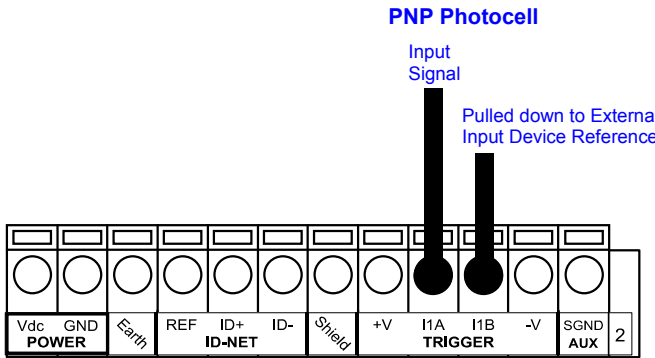 PNP Photocell
Input
Signal
Pulled down to Externa
Input Device Reference
Vdc GND Earth REF ID+ ID- Shield +V I1A I1B -V SGND 2
POWER ID-NET TRIGGER AUX